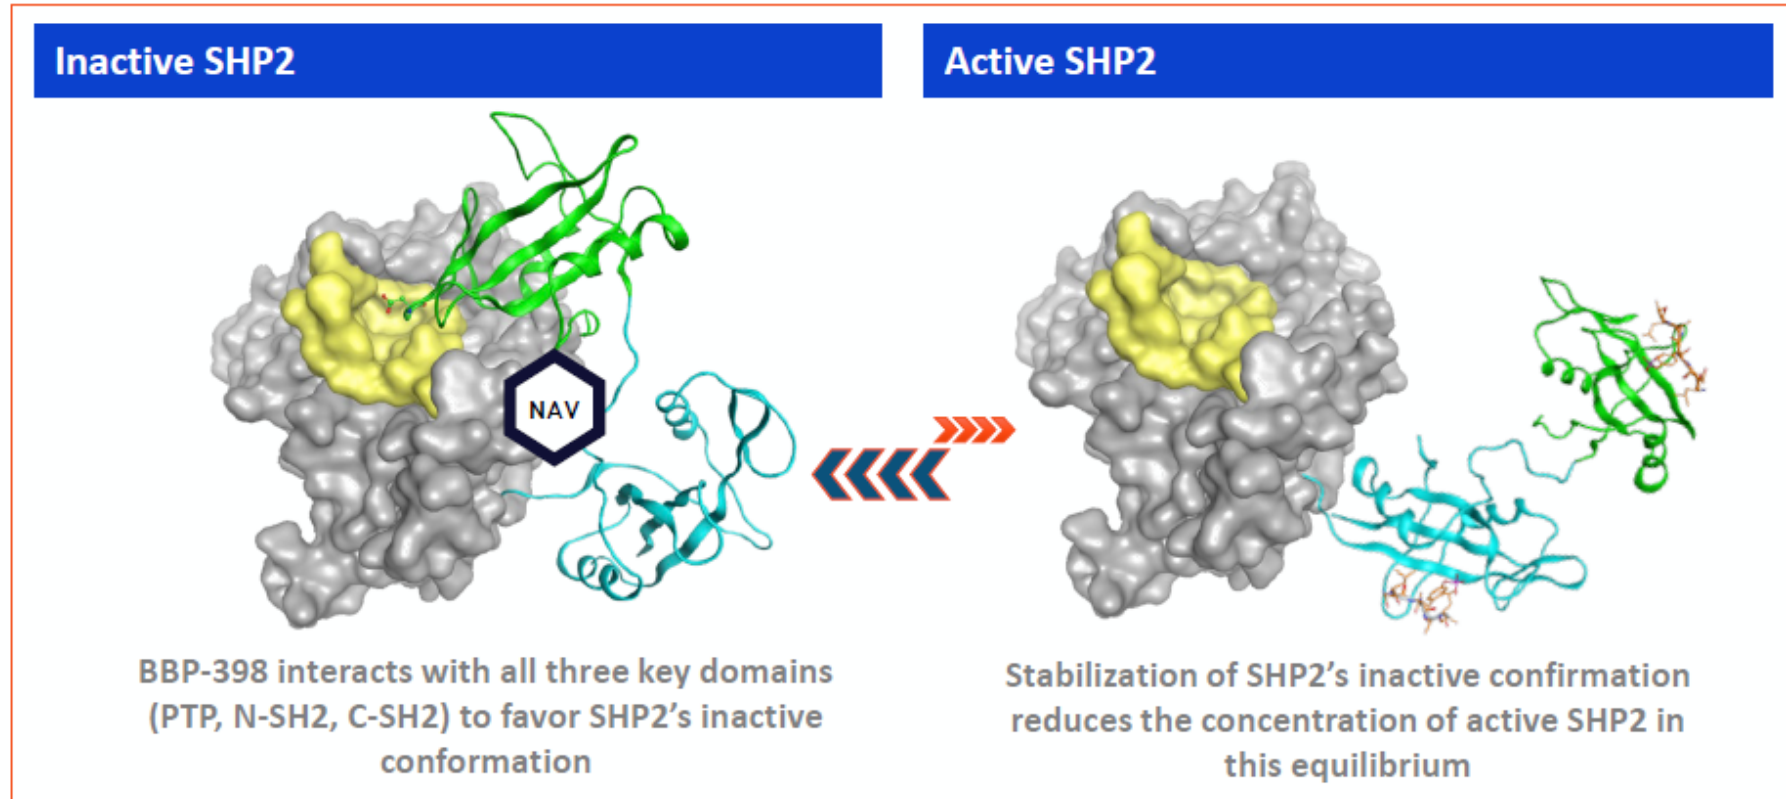 Inactive SHP2
NAV
BBP-398 interacts with all three key domains
(PTP, N-SH2, C-SH2) to favor SHP2’s inactive
conformation
Active SHP2
Stabilization of SHP2’s inactive confirmation
reduces the concentration of active SHP2 in
this equilibrium